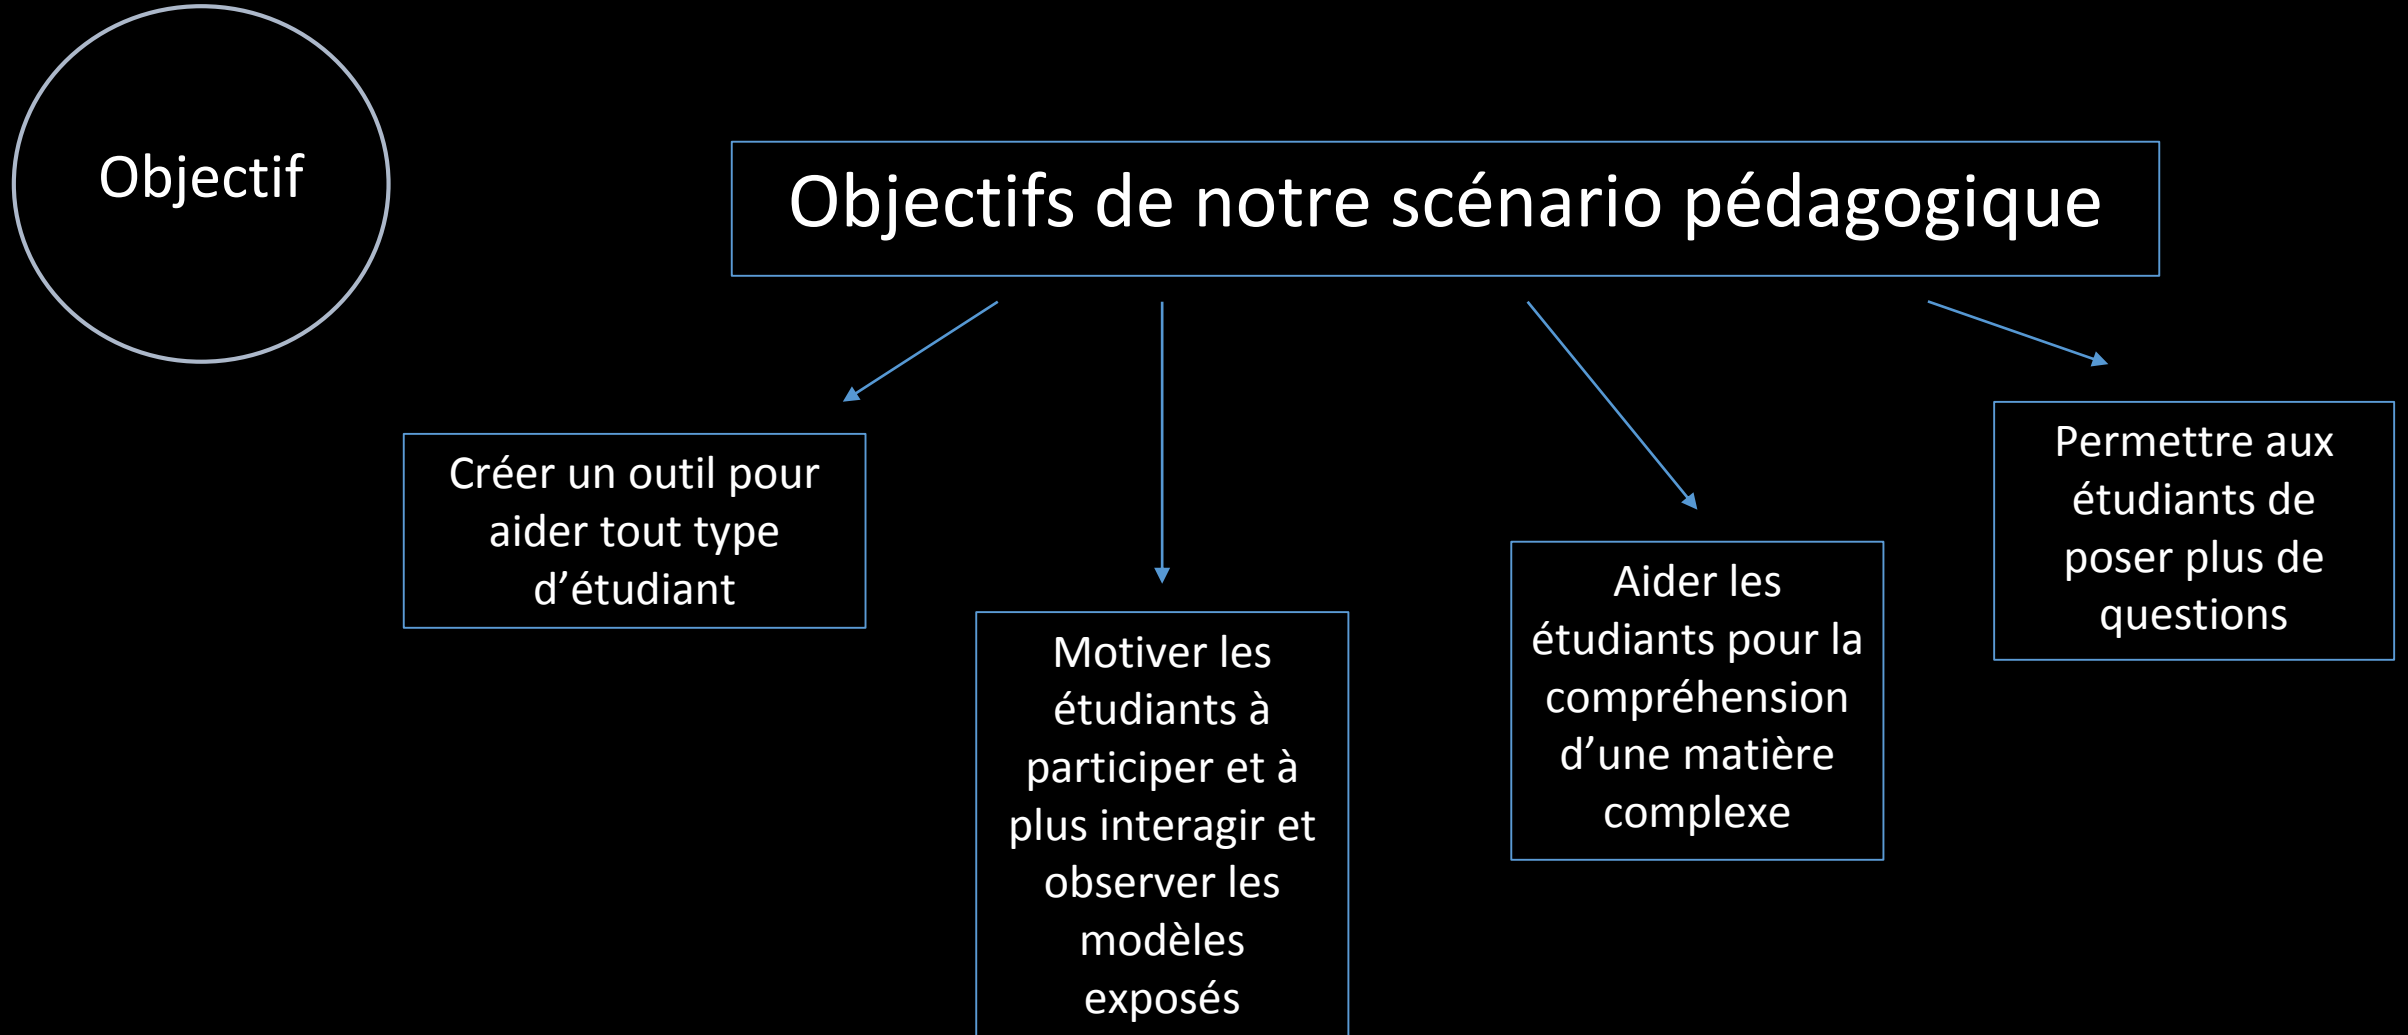 Objectif
Objectifs de notre scénario pédagogique
Créer un outil pour
aider tout type
d’étudiant
Motiver les
étudiants à
participer et à
plus interagir et
observer les
modèles
exposés
Aider les
étudiants pour la
compréhension
d’une matière
complexe
Permettre aux
étudiants de
poser plus de
questions